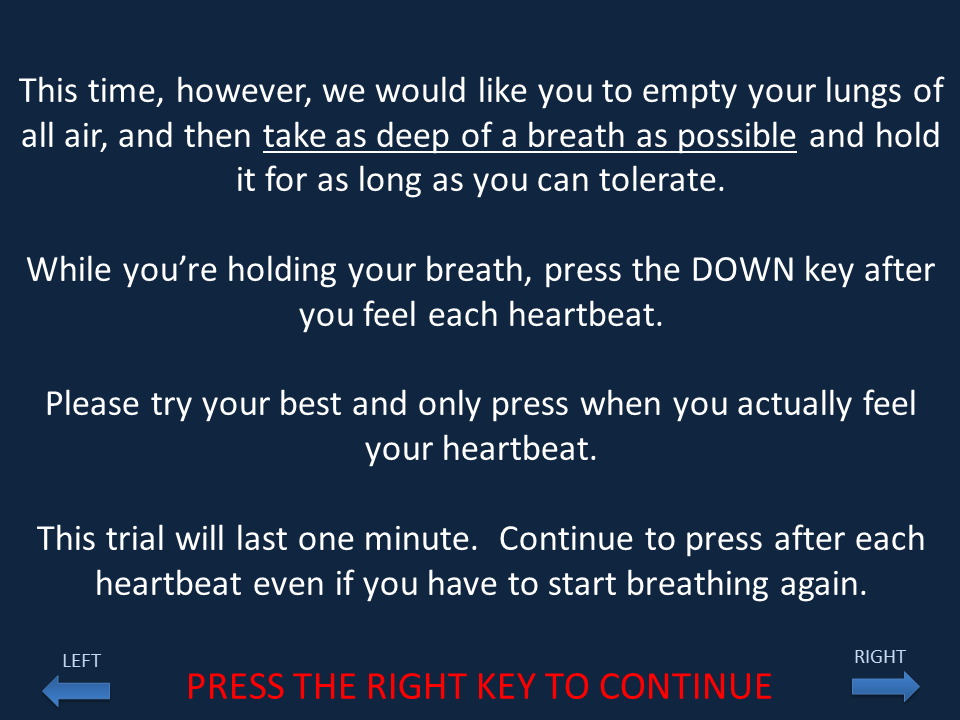 This time, however, we would like you to empty your lungs of
all air, and then take as deep of a breath as possible and hold
it for as long as you can tolerate.
While you’re holding your breath, press the DOWN key after
you feel each heartbeat.
Please try your best and only press when you actually feel
your heartbeat.
This trial will last one minute.  Continue to press after each
heartbeat even if you have to start breathing again.
LEFT
RIGHT
PRESS THE RIGHT KEY TO CONTINUE